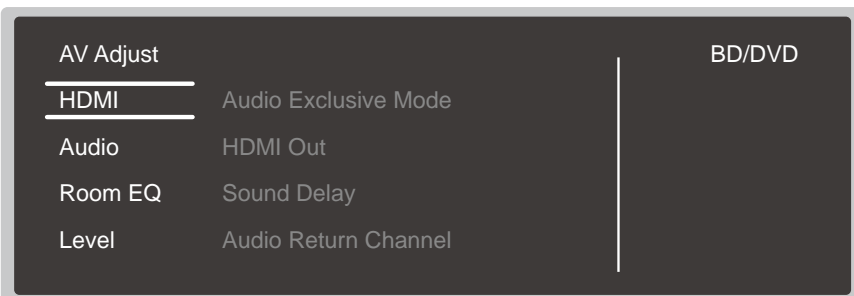 AV Adjust BD/DVD
HDMI Audio Exclusive Mode
Audio HDMI Out
Room EQ Sound Delay
Level Audio Return Channel